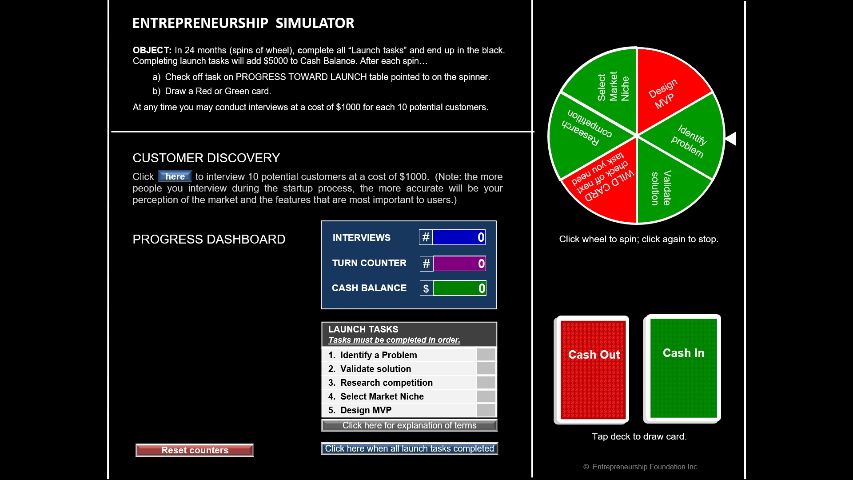 ENTREPRENEURSHIP SIMULATOR
OBJECT: In 24 months (spins of wheel), complete all "Launch tasks" and end up in the black.
Completing launch tasks will add $5000 to Cash Balance. After each spin…
a) Check off task on PROGRESS TOWARD LAUNCH table pointed to on the spinner.
b) Draw a Red or Green card.
At any time you may conduct interviews at a cost of $1000 for each 10 potential customers.
CUSTOMER DISCOVERY
Click here to interview 10 potential customers at a cost of $1000. (Note: the more
people you interview during the startup process, the more accurate will be your
perception of the market and the features that are most important to users.)
PROGRESS DASHBOARD
INTERVIEWS # 0
TURN COUNTER # 0
CASH BALANCE $ 0
LAUNCH TASKS
Tasks must be completed in order.
1. Identify a Problem
2. Validate solution
3. Research competition
4. Select Market Niche
5. Design MVP
Click here for explanation of terms
Click here when all launch tasks completed
Reset counters
Select
Market
Niche
Design
MVP
Identify
problem
Validate
solution
WILD CARD
check off next
task you need
Research
competition
Click wheel to spin; click again to stop.
Cash Out
Cash In
Tap deck to draw card.
© Entrepreneurship Foundation Inc